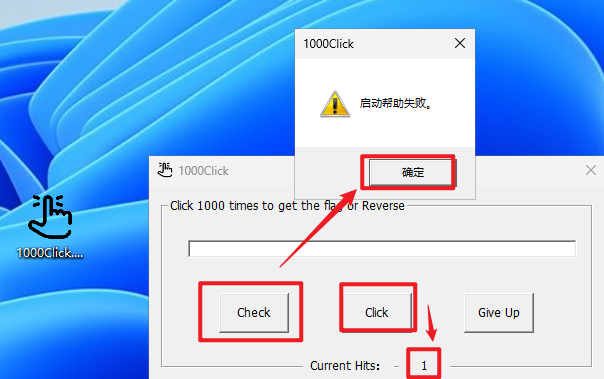 1000Click
启动帮助失败。
确定
1000Click
Click 1000 times to get the flag or Reverse
1000Click....
Check
Click
Give Up
Current Hits:
1